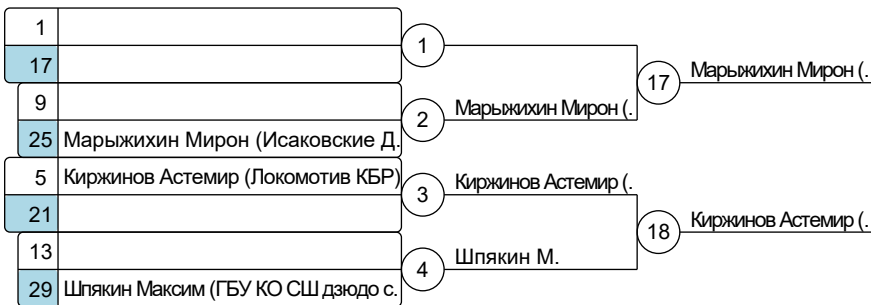 1
17
1
Марыжихин Мирон (.
17
9
2
Марыжихин Мирон (.
25 Марыжихин Мирон (Исаковские Д.
5 Киржинов Астемир (Локомотив КБР)
3
Киржинов Астемир (.
21
18
Киржинов Астемир (.
13
4
Шпякин М.
29 Шпякин Максим (ГБУ КО СШ дзюдо с.